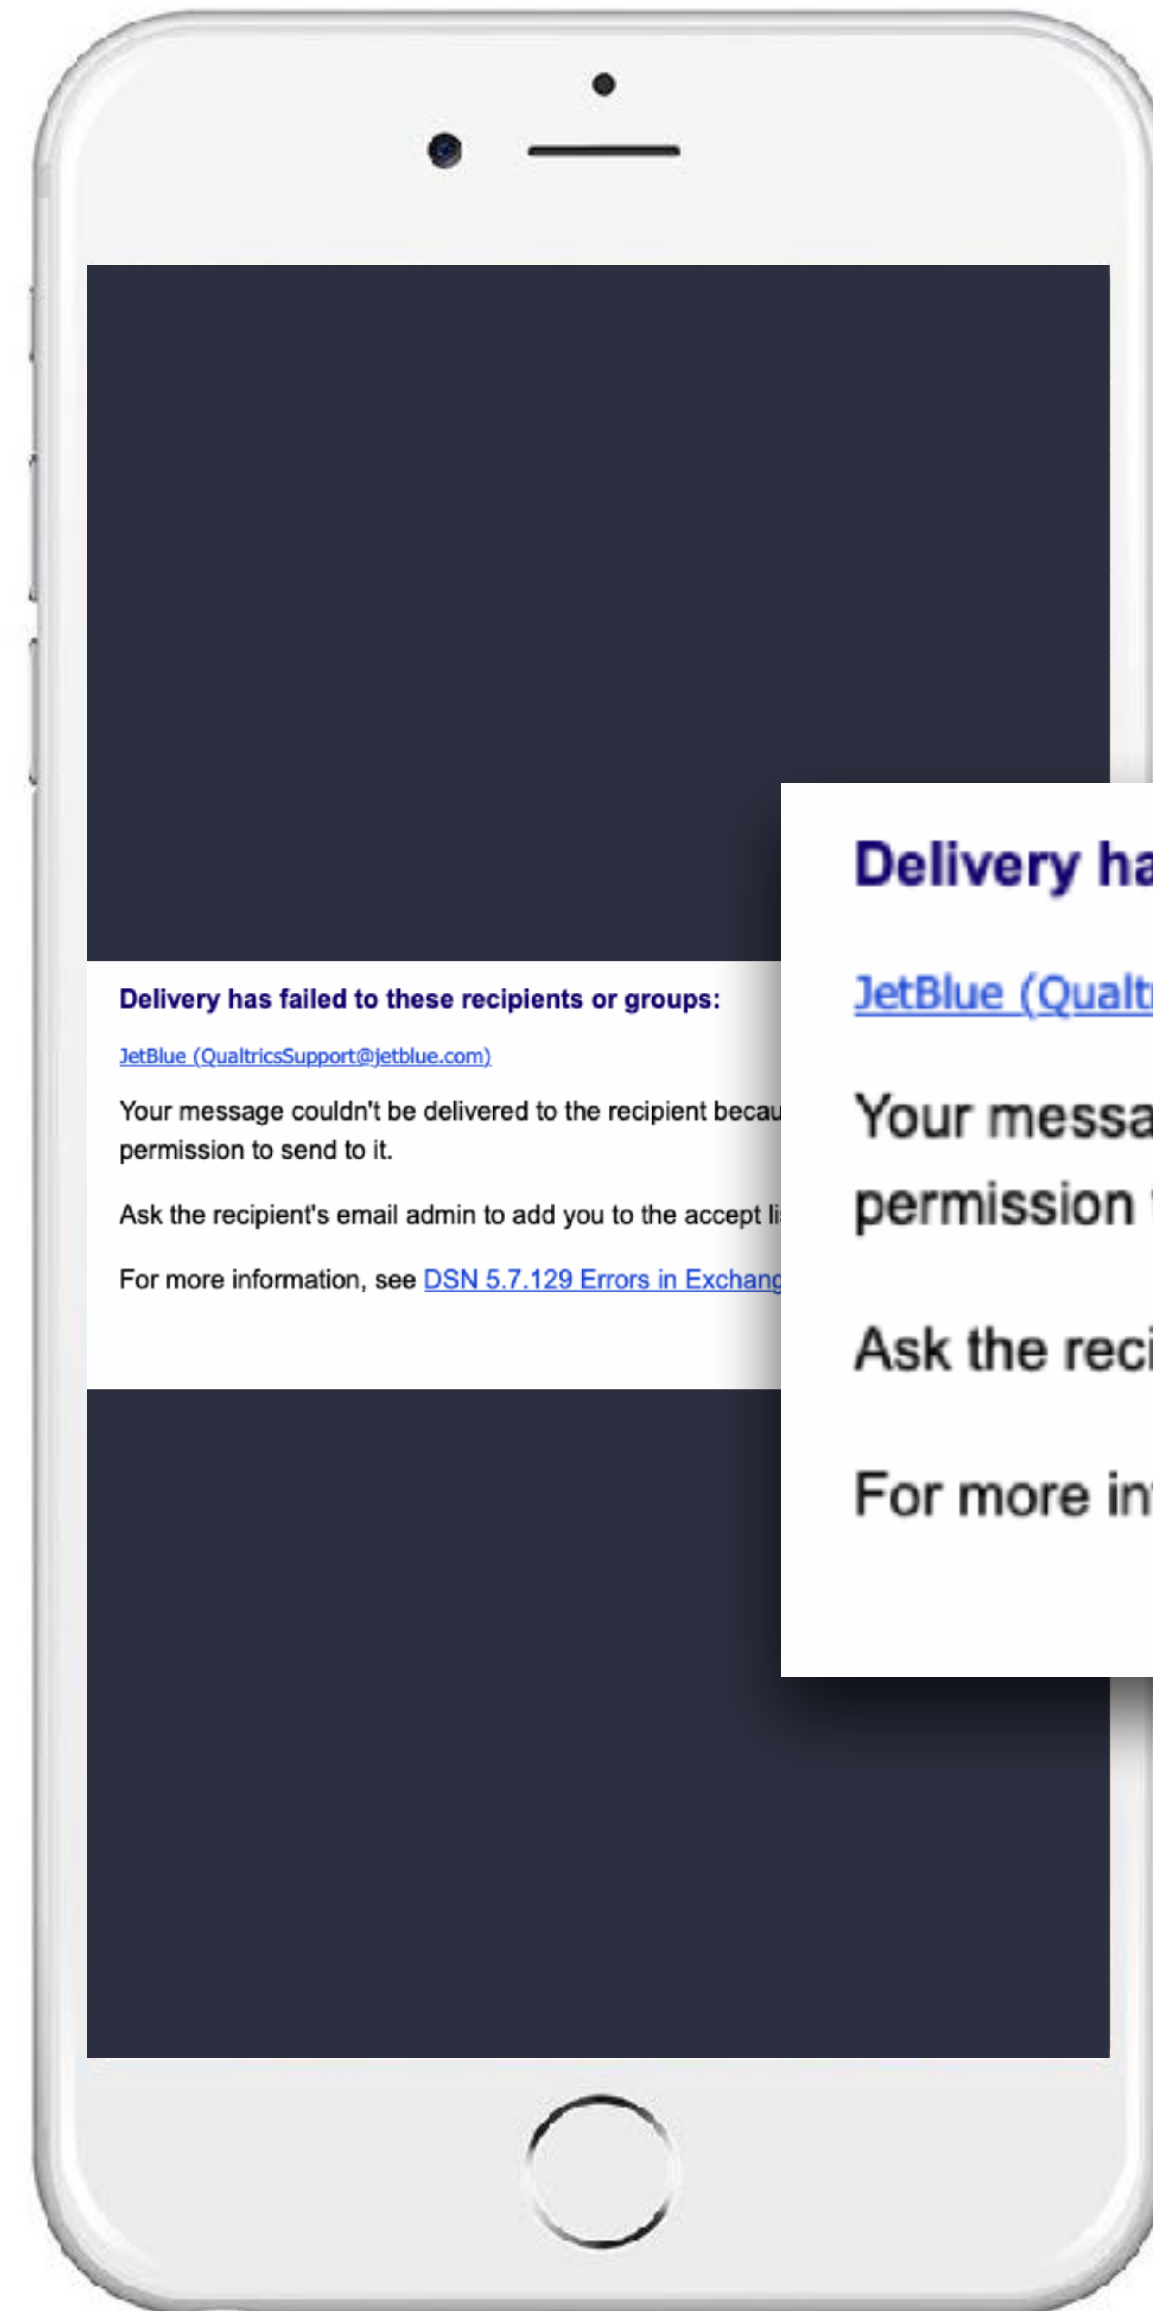 Delivery has failed to these recipients or groups:
JetBlue (QualtricsSupport@jetblue.com)
Your message couldn't be delivered to the recipient becau
permission to send to it.
Ask the recipient's email admin to add you to the accept li
For more information, see DSN 5.7.129 Errors in Exchang
Delivery ha
JetBlue (Qualtr
Your messa
permission t
Ask the reci
For more inf